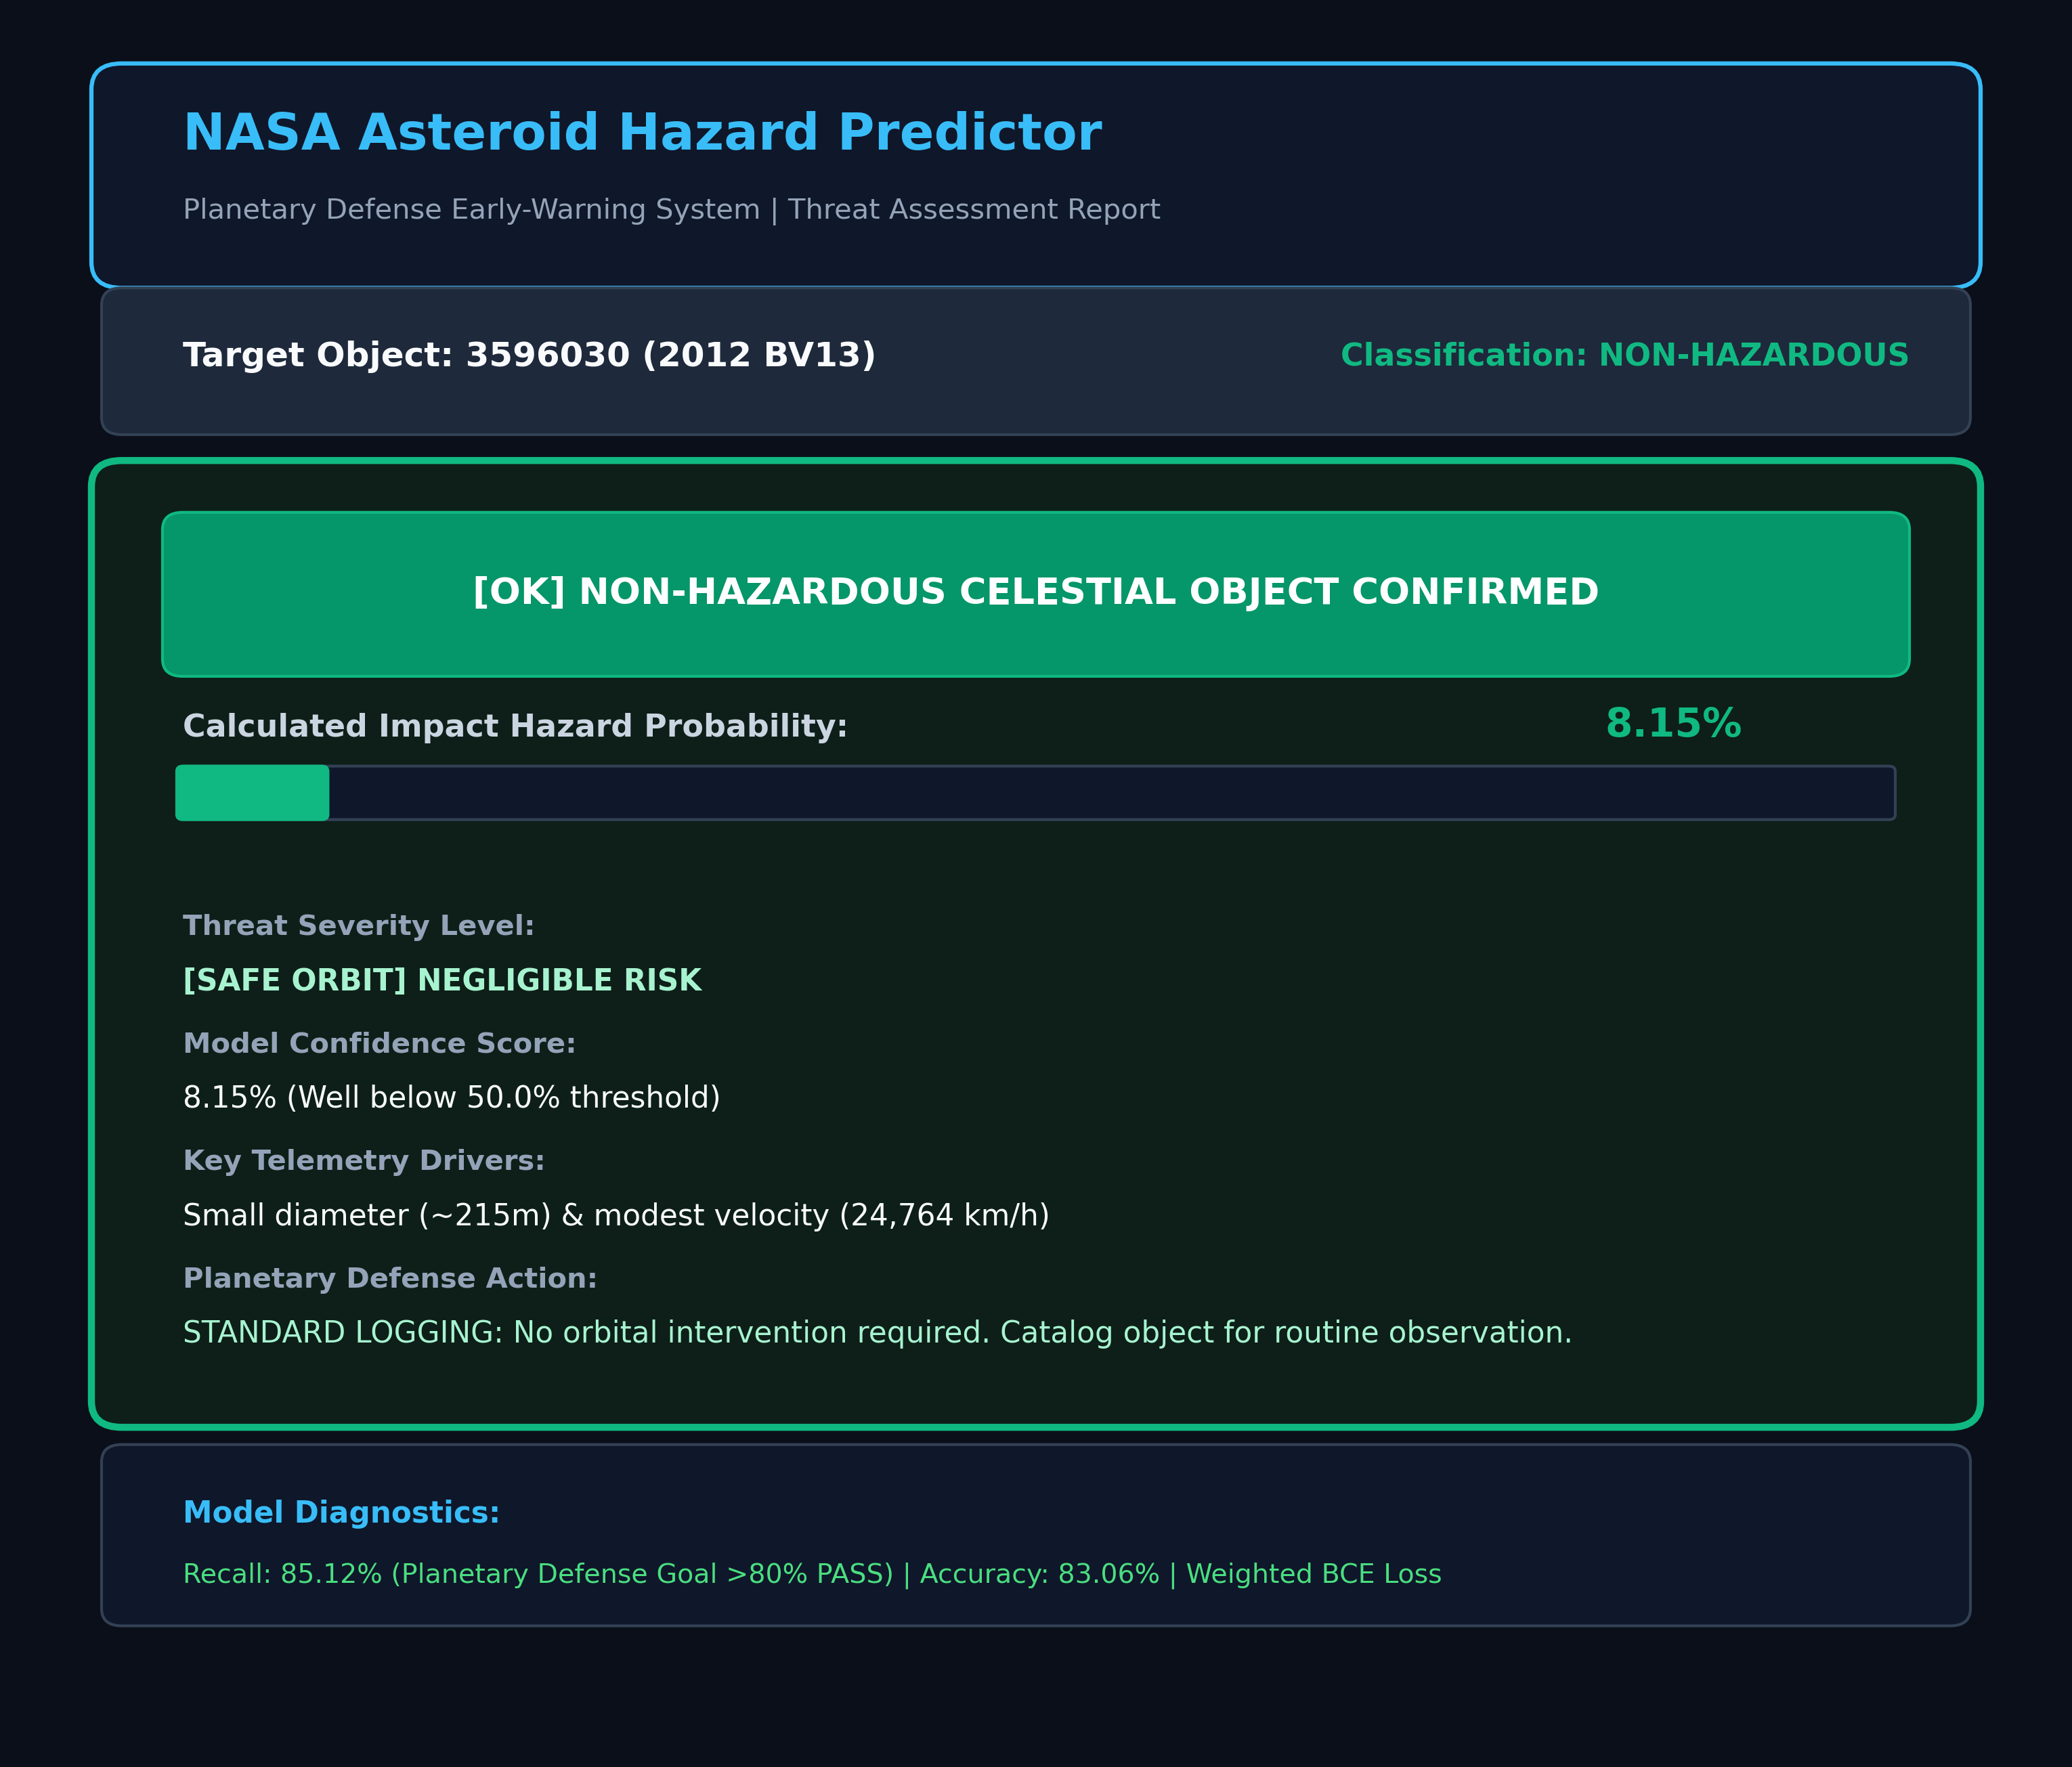 NASA Asteroid Hazard Predictor
Planetary Defense Early-Warning System | Threat Assessment Report
Target Object: 3596030 (2012 BV13)
Classification: NON-HAZARDOUS
[OK] NON-HAZARDOUS CELESTIAL OBJECT CONFIRMED
Calculated Impact Hazard Probability:
8.15%
Threat Severity Level:
[SAFE ORBIT] NEGLIGIBLE RISK
Model Confidence Score:
8.15% (Well below 50.0% threshold)
Key Telemetry Drivers:
Small diameter (~215m) & modest velocity (24,764 km/h)
Planetary Defense Action:
STANDARD LOGGING: No orbital intervention required. Catalog object for routine observation.
Model Diagnostics:
Recall: 85.12% (Planetary Defense Goal >80% PASS) | Accuracy: 83.06% | Weighted BCE Loss